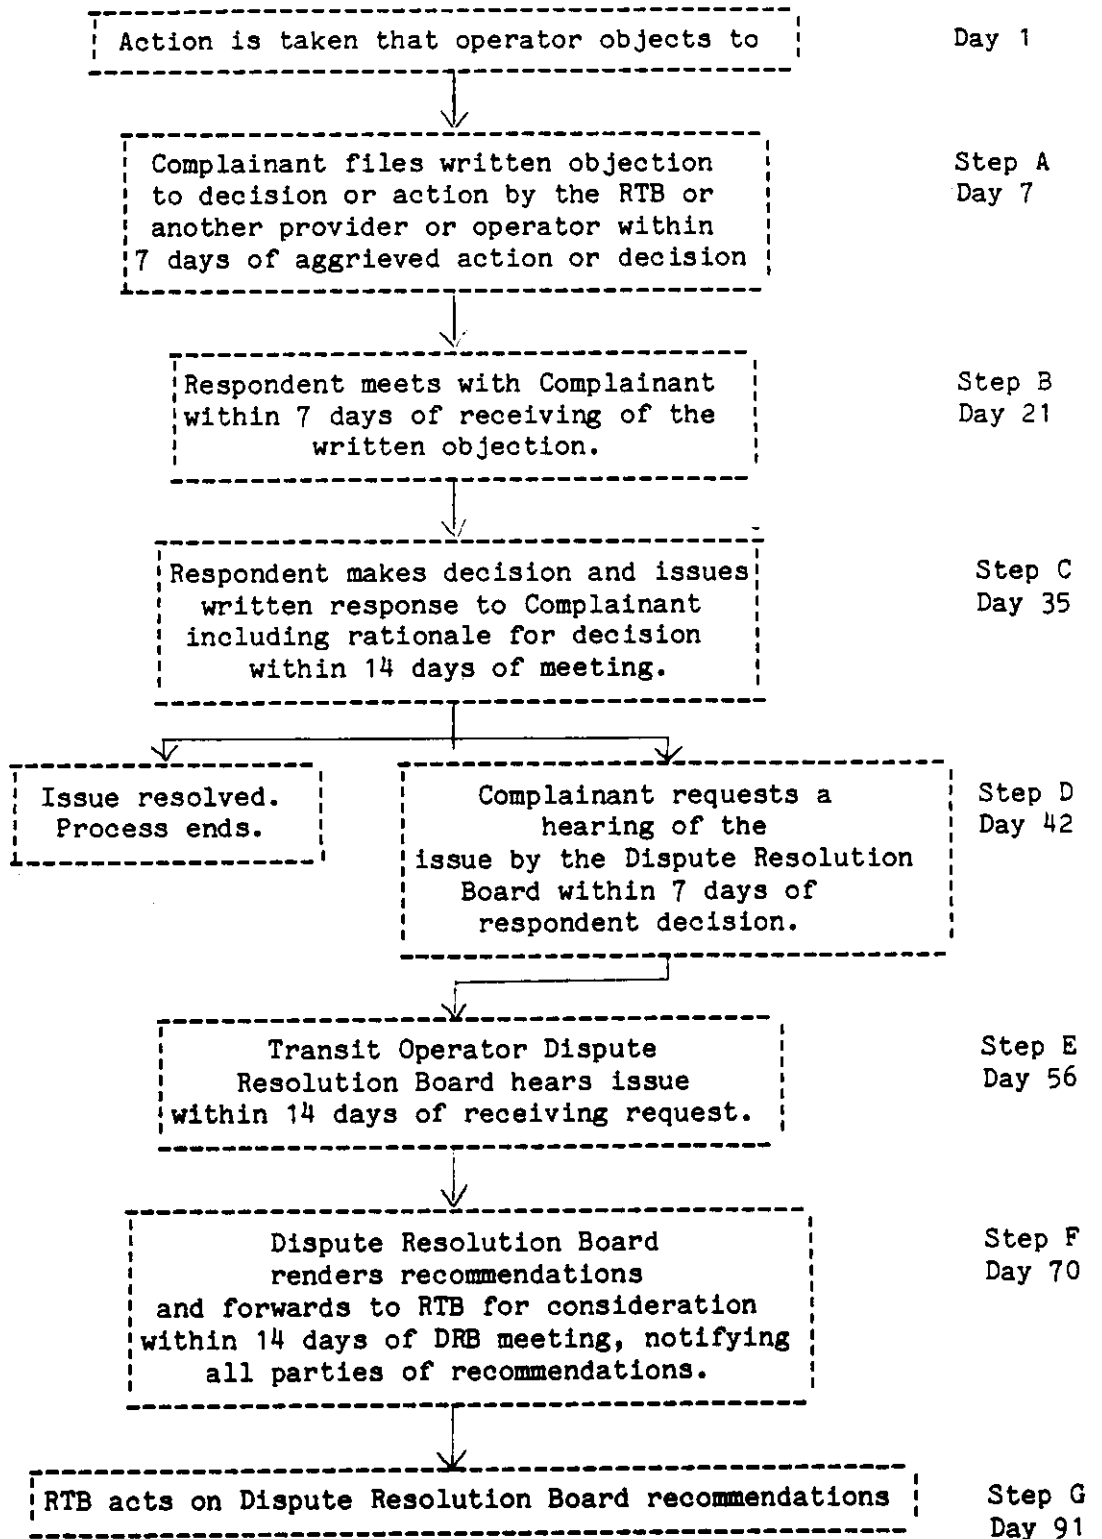 Action is taken that operator objects to
Day 1
Complainant files written objection
to decision or action by the RTB or
another provider or operator within
7 days of aggrieved action or decision
Step A
Day 7
Respondent meets with Complainant
within 7 days of receiving of the
written objection.
Step B
Day 21
Respondent makes decision and issues
written response to Complainant
including rationale for decision
within 14 days of meeting.
Step C
Day 35
Issue resolved.
Process ends.
Complainant requests a
hearing of the
issue by the Dispute Resolution
Board within 7 days of
respondent decision.
Step D
Day 42
Transit Operator Dispute
Resolution Board hears issue
within 14 days of receiving request.
Step E
Day 56
Dispute Resolution Board
renders recommendations
and forwards to RTB for consideration
within 14 days of DRB meeting, notifying
all parties of recommendations.
Step F
Day 70
RTB acts on Dispute Resolution Board recommendations
Step G
Day 91